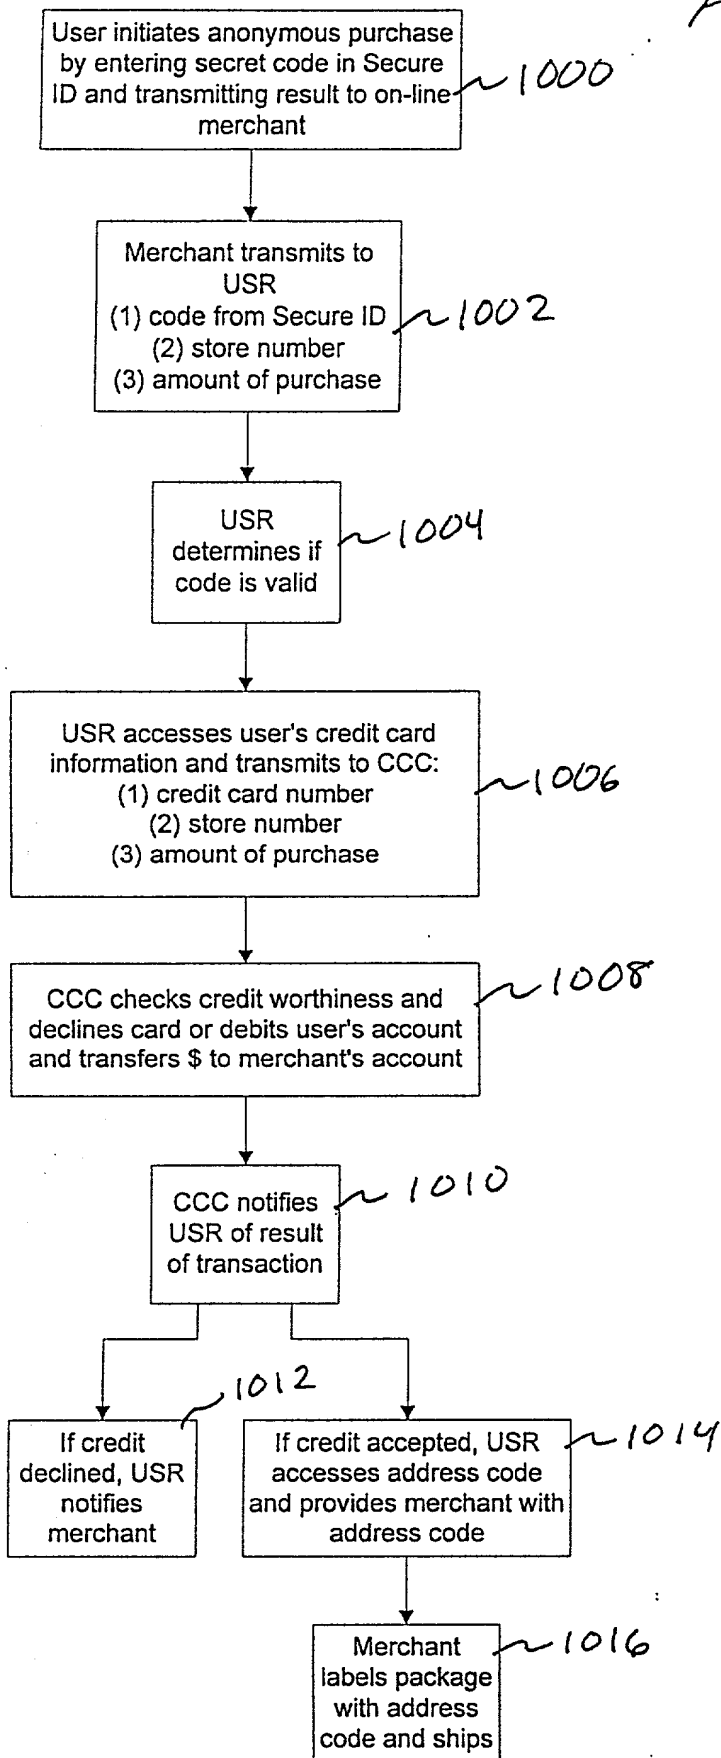 User initiates anonymous purchase
by entering secret code in Secure
ID and transmitting result to on-line
merchant
1000
Merchant transmits to
USR
(1) code from Secure ID
(2) store number
(3) amount of purchase
1002
USR
determines if
code is valid
1004
USR accesses user's credit card
information and transmits to CCC:
(1) credit card number
(2) store number
(3) amount of purchase
1006
CCC checks credit worthiness and
declines card or debits user's account
and transfers $ to merchant's account
1008
CCC notifies
USR of result
of transaction
1010
If credit
declined, USR
notifies
merchant
1012
If credit accepted, USR
accesses address code
and provides merchant with
address code
1014
Merchant
labels package
with address
code and ships
1016